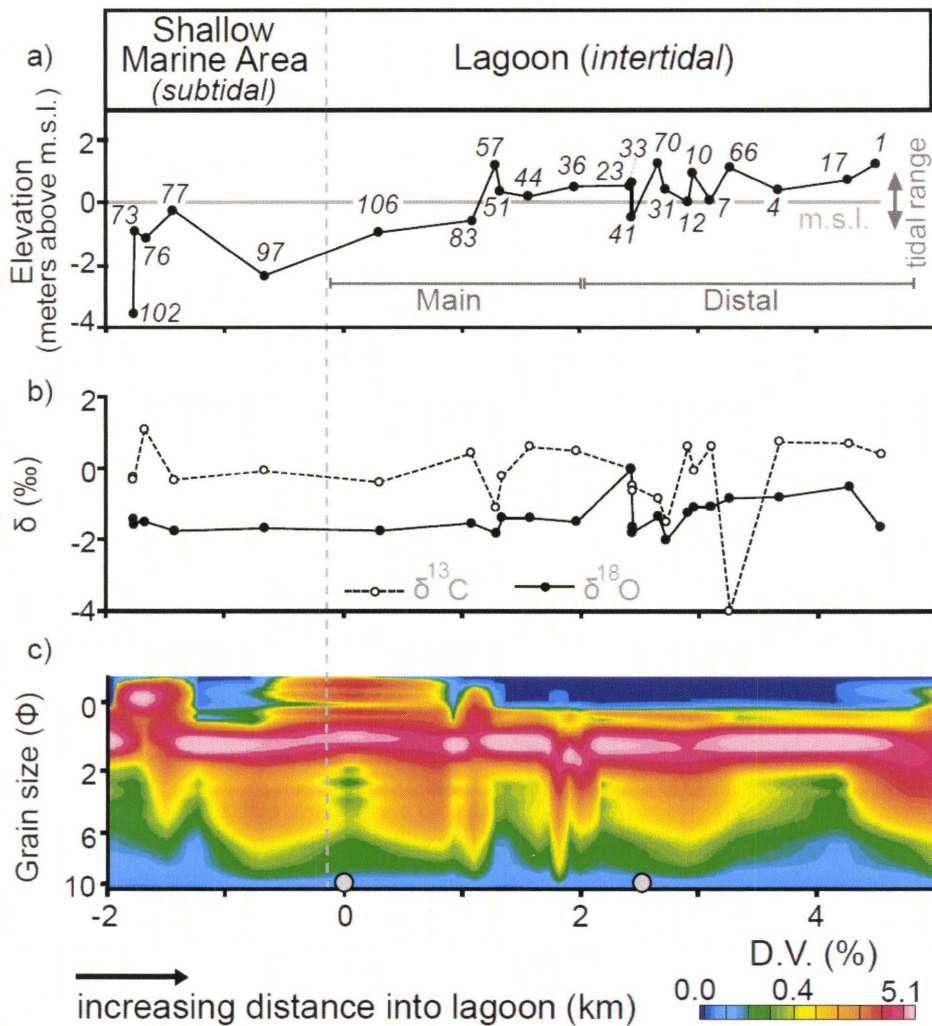 a)
Shallow
Marine Area
(subtidal)
Lagoon (intertidal)
Elevation
(meters above m.s.l.)
2
0
-2
-4
73
102
76
77
97
106
83
57
51
44
36
23
33
41
70
31
12
10
7
66
4
17
1
m.s.l.
tidal range
Main
Distal
b)
δ (‰)
2
0
-2
-4
δ13C
δ18O
c)
Grain size (Φ)
0
2
6
10
-2
0
2
4
increasing distance into lagoon (km)
D.V. (%)
0.0
0.4
5.1